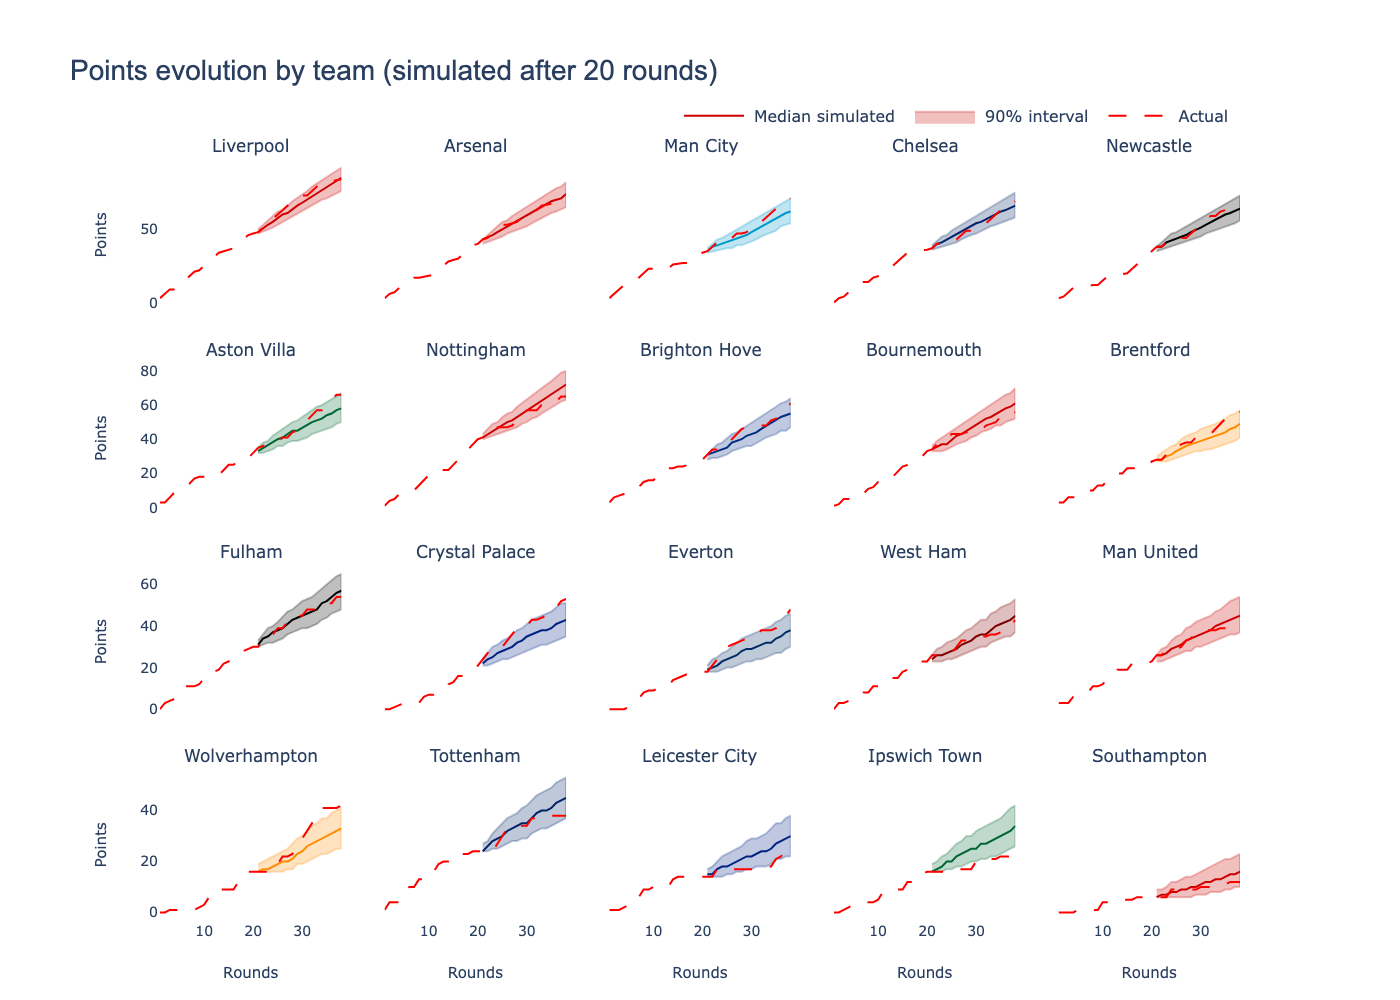 Points evolution by team (simulated after 20 rounds)
Median simulated 90% interval Actual
Liverpool Arsenal Man City Chelsea Newcastle
Points
50
0
Aston Villa Nottingham Brighton Hove Bournemouth Brentford
Points
80
60
40
20
0
Fulham Crystal Palace Everton West Ham Man United
Points
60
40
20
0
Wolverhampton Tottenham Leicester City Ipswich Town Southampton
Points
40
20
0
10 20 30 10 20 30 10 20 30 10 20 30 10 20 30
Rounds Rounds Rounds Rounds Rounds